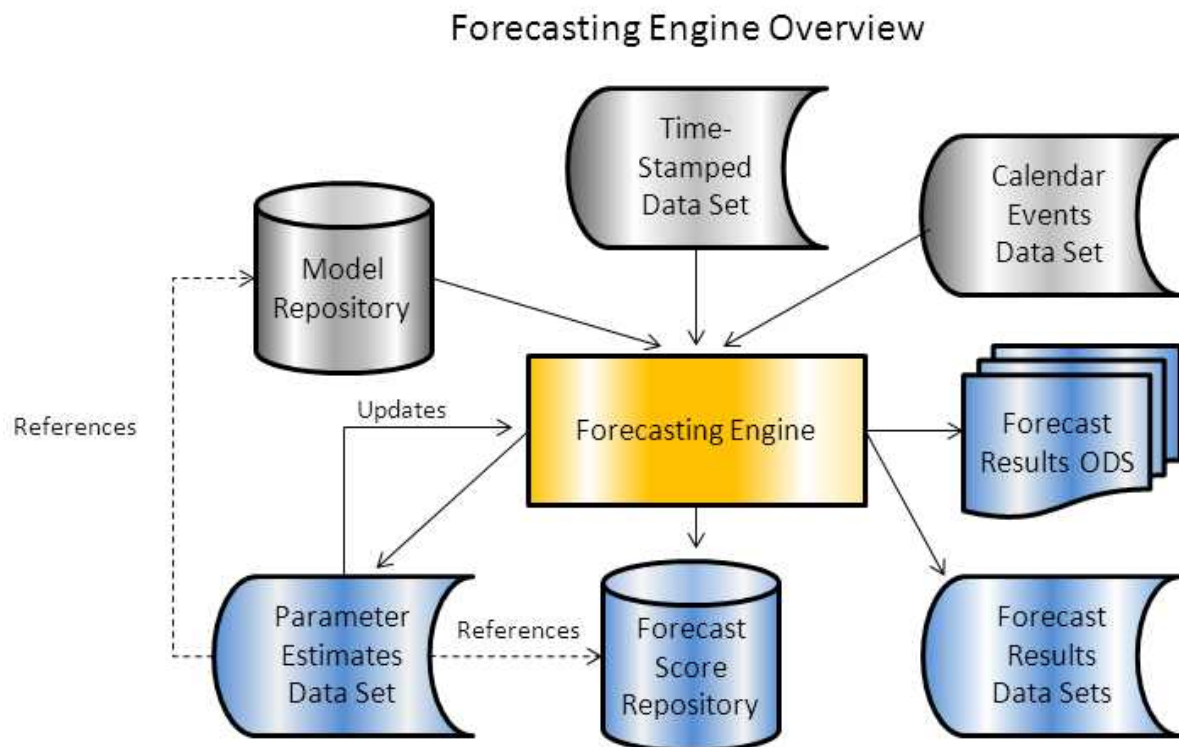 Forecasting Engine Overview
Time-
Stamped
Data Set
Calendar
Events
Data Set
Model
Repository
References
Updates
Forecasting Engine
Forecast
Results ODS
Parameter
Estimates
Data Set
References
Forecast
Score
Repository
Forecast
Results
Data Sets